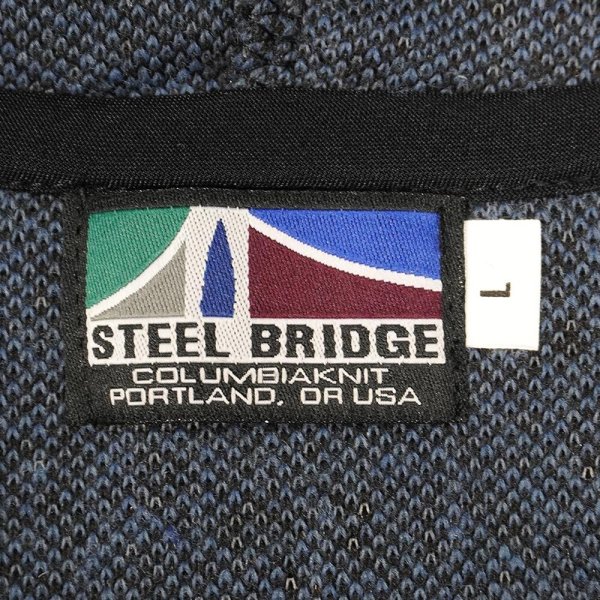 STEEL BRIDGE
COLUMBIAKNIT
PORTLAND, OR USA
L